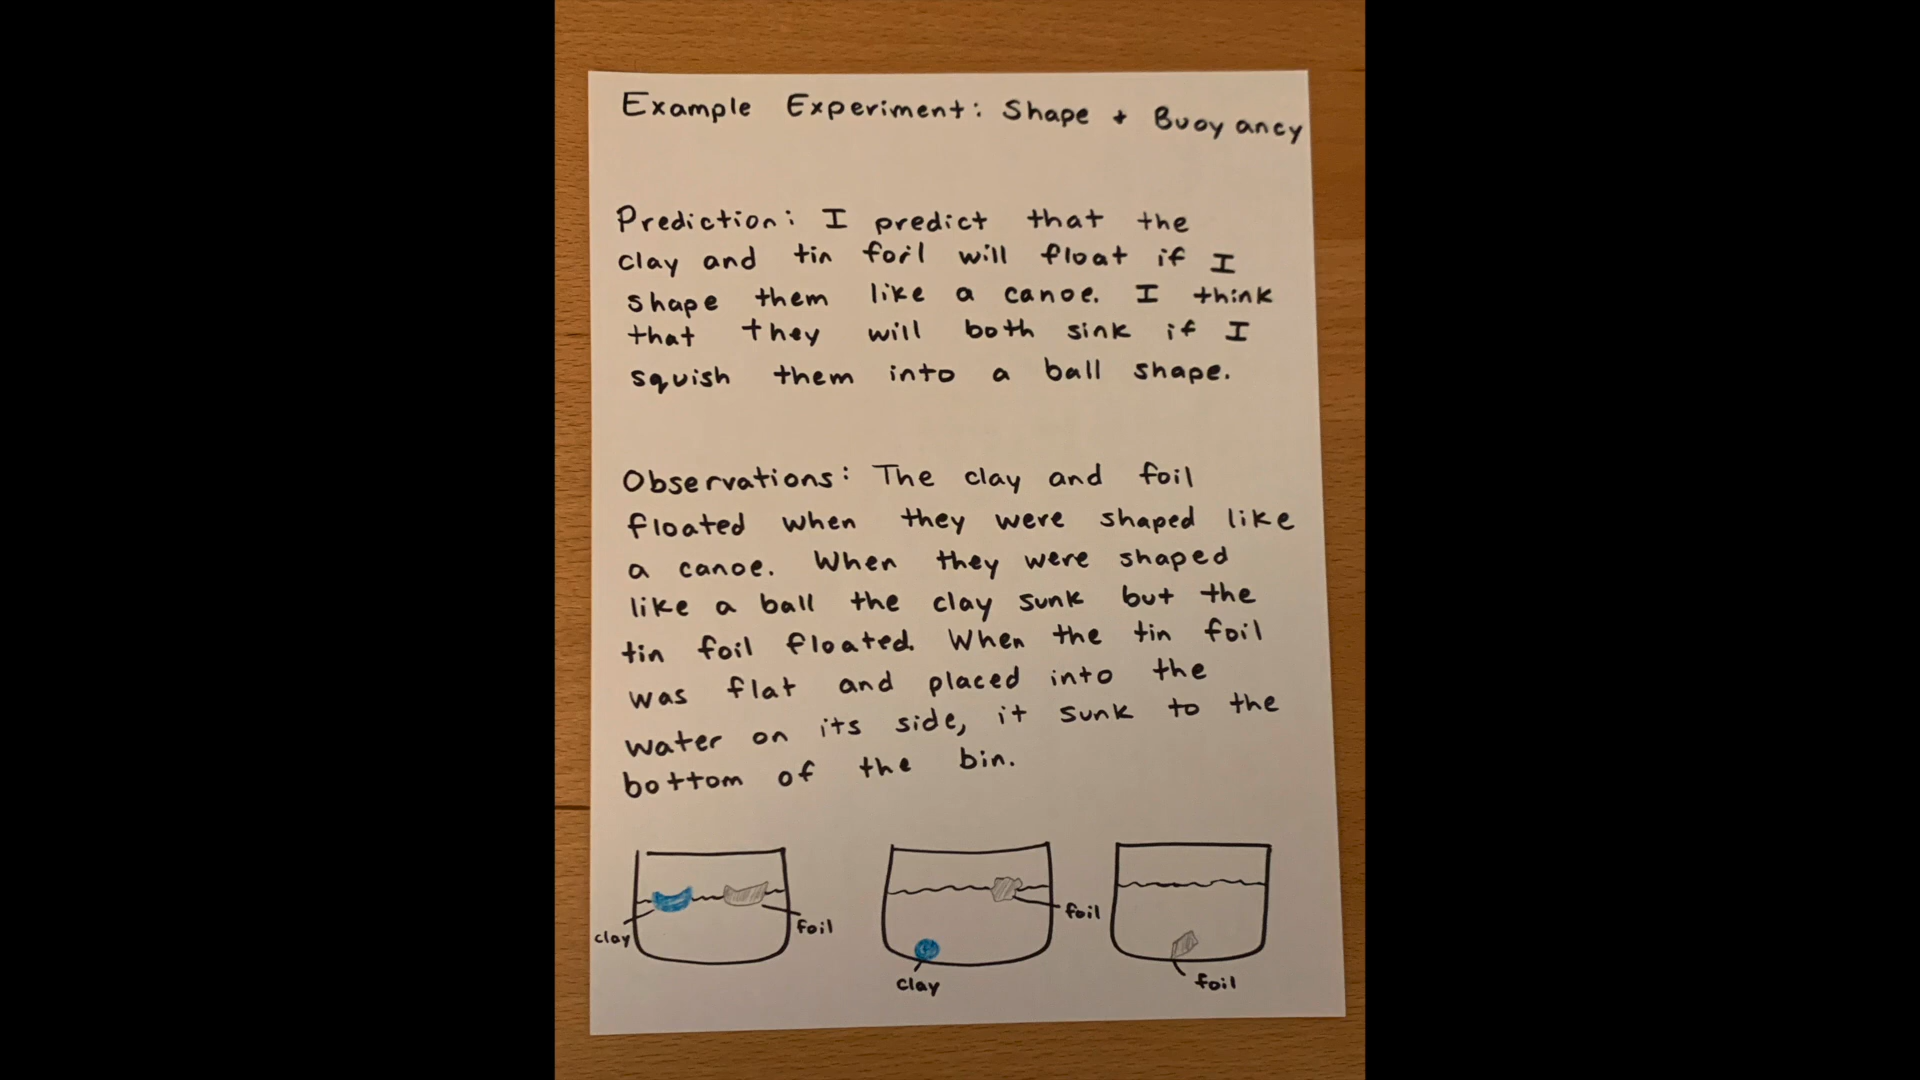 Example Experiment: Shape + Buoyancy
Prediction: I predict that the
clay and tin foil will float if I
shape them like a canoe. I think
that they will both sink if I
squish them into a ball shape.
Observations: The clay and foil
floated when they were shaped like
a canoe. When they were shaped
like a ball the clay sunk but the
tin foil floated. When the tin foil
was flat and placed into the
water on its side, it sunk to the
bottom of the bin.
clay
foil
clay
foil
foil